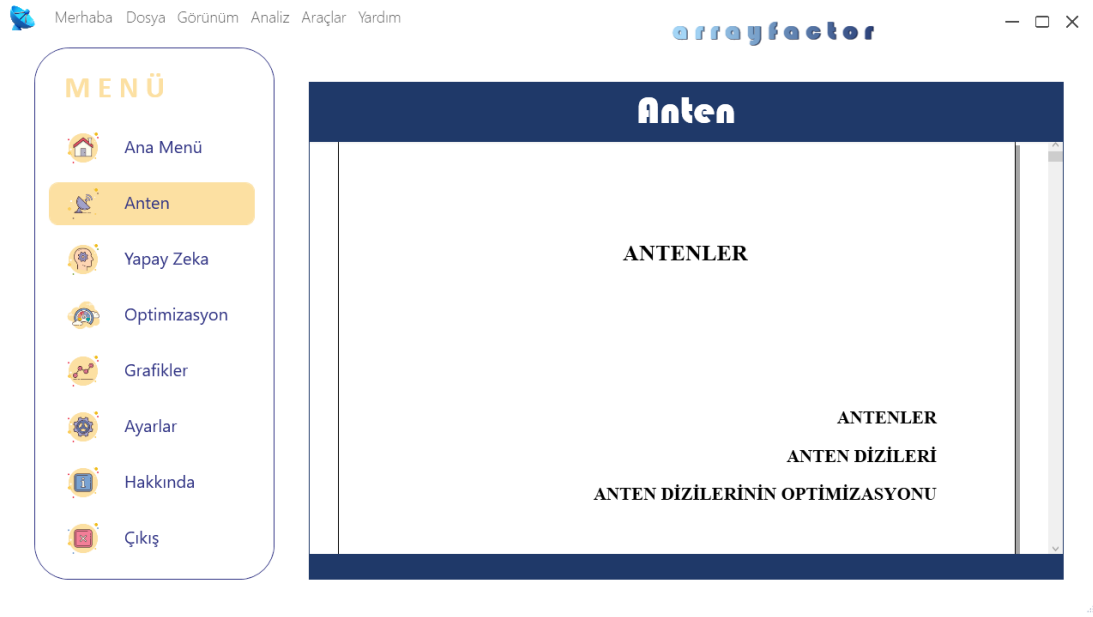 Merhaba Dosya Görünüm Analiz Araçlar Yardım
arrayfactor
MENÜ
Ana Menü
Anten
Yapay Zeka
Optimizasyon
Grafikler
Ayarlar
Hakkında
Çıkış
Anten
ANTENLER
ANTENLER
ANTEN DİZİLERİ
ANTEN DİZİLERİNİN OPTİMİZASYONU